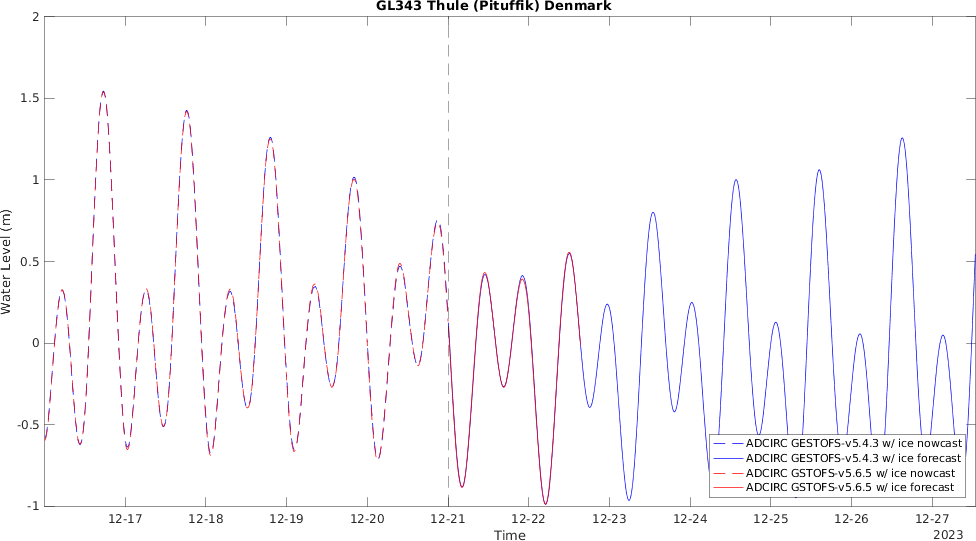 GL343 Thule (Pituffik) Denmark
2
1.5
1
0.5
0
-0.5
-1
Water Level (m)
12-17 12-18 12-19 12-20 12-21 12-22 12-23 12-24 12-25 12-26 12-27
Time
2023
ADCIRC GESTOFS-v5.4.3 w/ ice nowcast
ADCIRC GESTOFS-v5.4.3 w/ ice forecast
ADCIRC GSTOFS-v5.6.5 w/ ice nowcast
ADCIRC GSTOFS-v5.6.5 w/ ice forecast